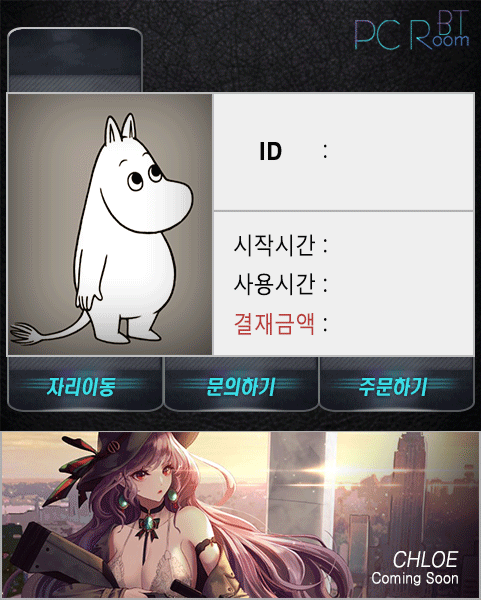 PC Room BT
ID :
시작시간 :
사용시간 :
결재금액 :
자리이동
문의하기
주문하기
CHLOE
Coming Soon